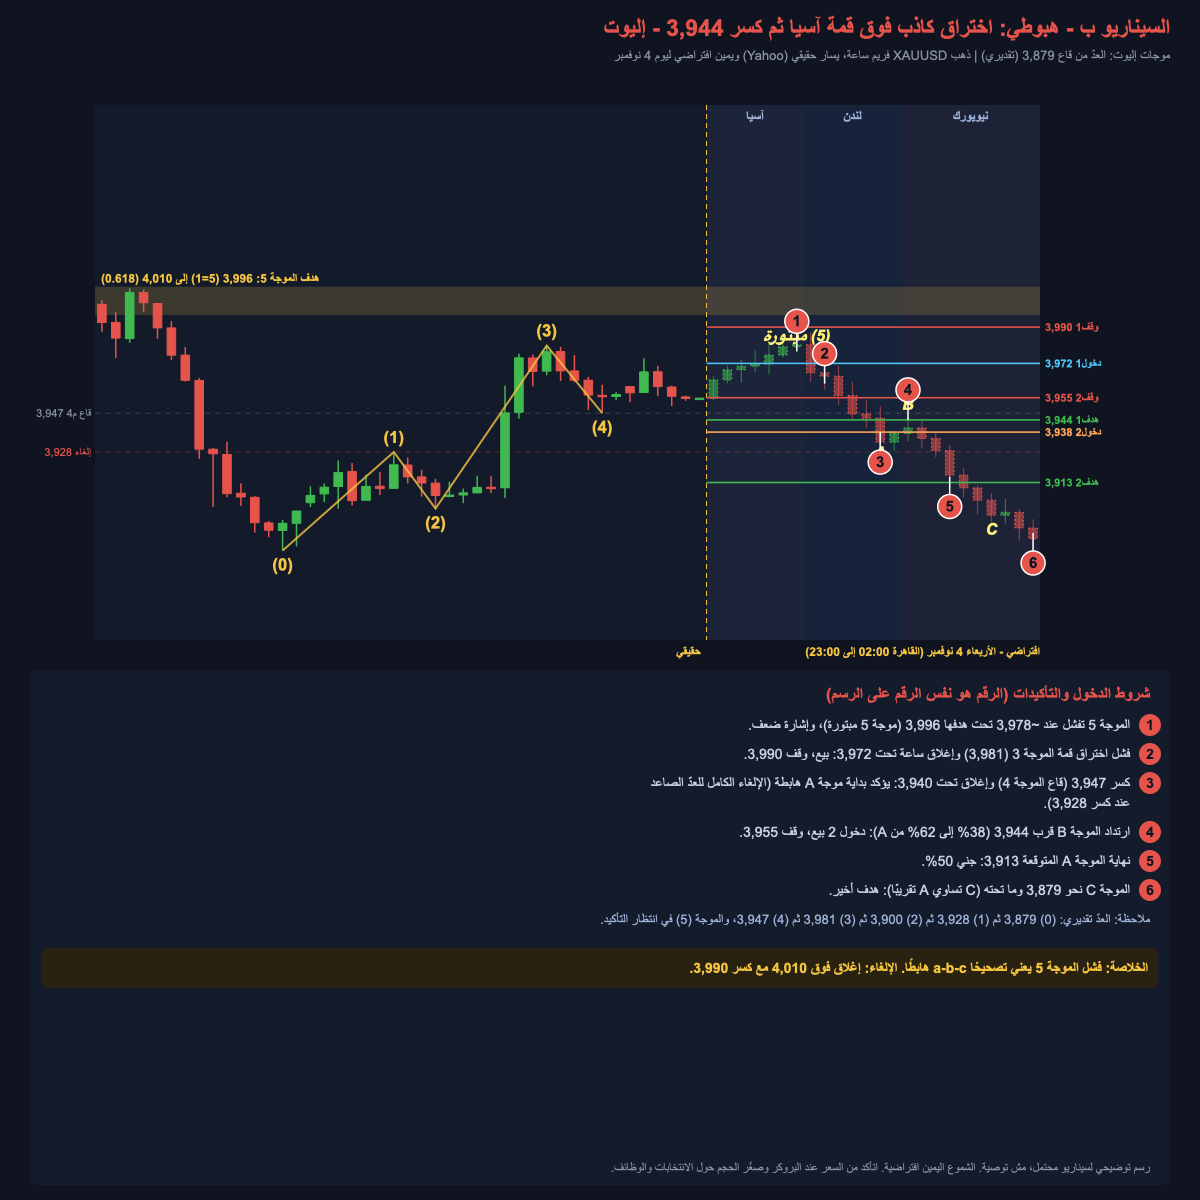 السيناريو ب - هبوطي: اختراق كاذب فوق قمة آسيا ثم كسر 3,944 - إليوت
موجات إليوت: العدّ من قاع 3,879 (تقديري) | ذهب XAUUSD فريم ساعة، يسار حقيقي (Yahoo) ويمين افتراضي ليوم 4 نوفمبر
آسيا
لندن
نيويورك
هدف الموجة 5: 3,996 (5=1) إلى 4,010 (0.618)
وقف1 3,990
دخول1 3,972
وقف2 3,955
هدف1 3,944
دخول2 3,938
هدف2 3,913
قاع م4 3,947
إلغاء 3,928
(0)
(1)
(2)
(3)
(4)
(5) مبتورة
B
C
1
2
3
4
5
6
حقيقي
افتراضي - الأربعاء 4 نوفمبر (القاهرة 02:00 إلى 23:00)
شروط الدخول والتأكيدات (الرقم هو نفس الرقم على الرسم)
1 الموجة 5 تفشل عند ~3,978 تحت هدفها 3,996 (موجة 5 مبتورة)، وإشارة ضعف.
2 فشل اختراق قمة الموجة 3 (3,981) وإغلاق ساعة تحت 3,972: بيع، وقف 3,990.
3 كسر 3,947 (قاع الموجة 4) وإغلاق تحت 3,940: يؤكد بداية موجة A هابطة (الإلغاء الكامل للعدّ الصاعد
عند كسر 3,928).
4 ارتداد الموجة B قرب 3,944 (38% إلى 62% من A): دخول 2 بيع، وقف 3,955.
5 نهاية الموجة A المتوقعة 3,913: جني 50%.
6 الموجة C نحو 3,879 وما تحته (C تساوي A تقريبًا): هدف أخير.
ملاحظة: العدّ تقديري: (0) 3,879 ثم (1) 3,928 ثم (2) 3,900 ثم (3) 3,981 ثم (4) 3,947، والموجة (5) في انتظار التأكيد.
الخلاصة: فشل الموجة 5 يعني تصحيحًا a-b-c هابطًا. الإلغاء: إغلاق فوق 4,010 مع كسر 3,990.
رسم توضيحي لسيناريو محتمل، مش توصية. الشموع اليمين افتراضية. اتأكد من السعر عند البروكر وصغّر الحجم حول الانتخابات والوظائف.